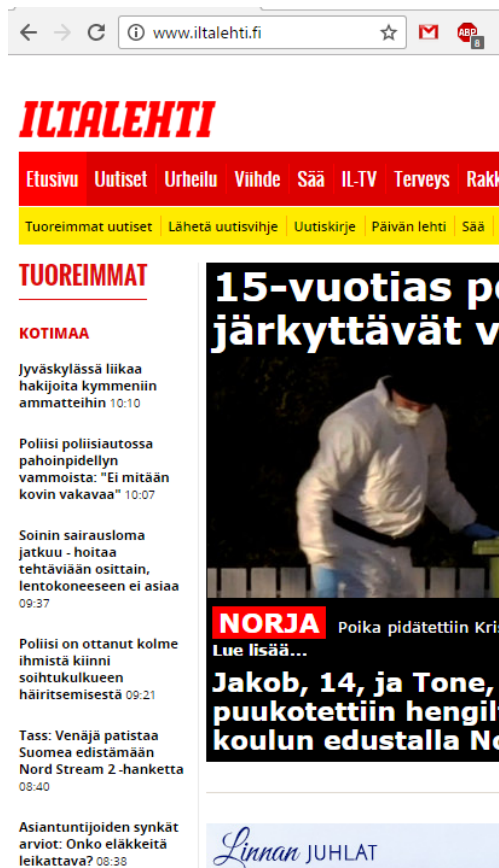 www.iltalehti.fi
ABP
8
ILTALEHTI
Etusivu Uutiset Urheilu Viihde Sää IL-TV Terveys
Tuoreimmat uutiset Lähetä uutisvihje Uutiskirje Päivän lehti Sää
TUOREIMMAT
KOTIMAA
Jyväskylässä liikaa
hakijoita kymmeniin
ammatteihin 10:10
Poliisi poliisiautossa
pahoinpidellyn
vammoista: "Ei mitään
kovin vakavaa" 10:07
Soinin sairausloma
jatkuu - hoitaa
tehtäviään osittain,
lentokoneeseen ei asiaa
09:37
Poliisi on ottanut kolme
ihmistä kiinni
soihtukulkueen
häiritsemisestä 09:21
Tass: Venäjä patistaa
Suomea edistämään
Nord Stream 2 -hanketta
08:40
Asiantuntijoiden synkät
arviot: Onko eläkkeitä
leikattava? 08:38
15-vuotias
järkyttävät
NORJA Poika pidätettiin
Lue lisää...
Jakob, 14, ja Tone,
puukotettiin
koulun edustalla
Linnan JUHLAT